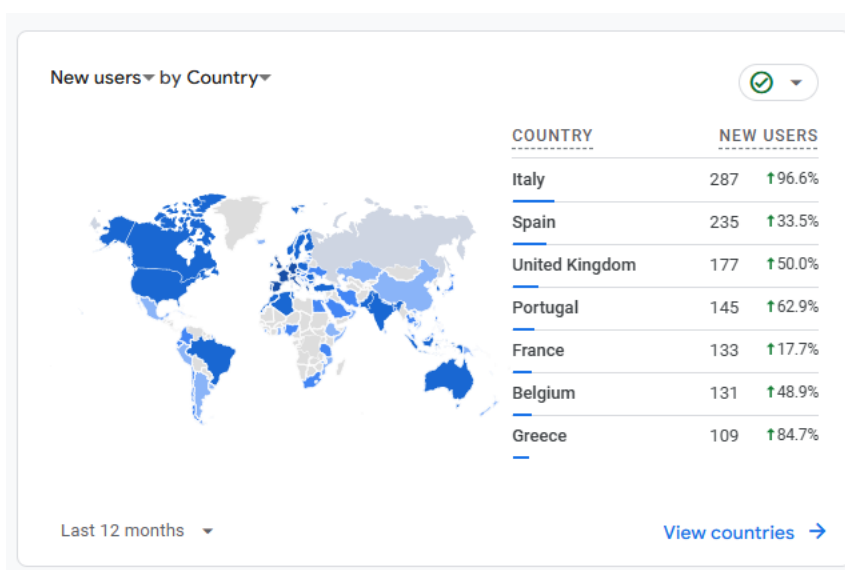 New users by Country
COUNTRY NEW USERS
Italy 287 ↑96.6%
Spain 235 ↑33.5%
United Kingdom 177 ↑50.0%
Portugal 145 ↑62.9%
France 133 ↑17.7%
Belgium 131 ↑48.9%
Greece 109 ↑84.7%
Last 12 months View countries →